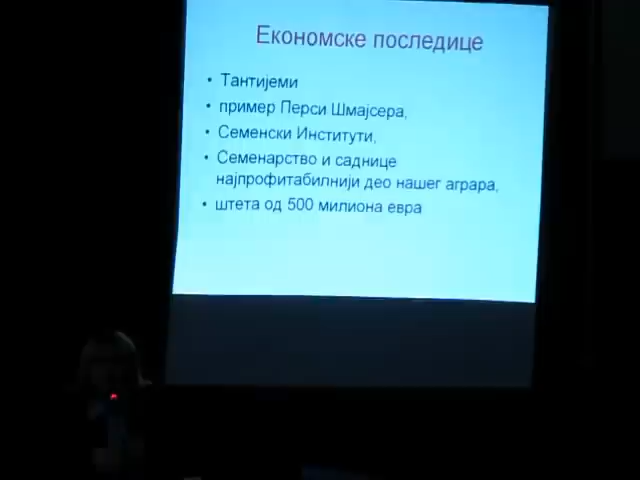 Економске последице
• Тантијеми
• пример Перси Шмајсера,
• Семенски Институти,
• Семенарство и саднице
најпрофитабилнији део нашег аграра,
• штета од 500 милиона евра